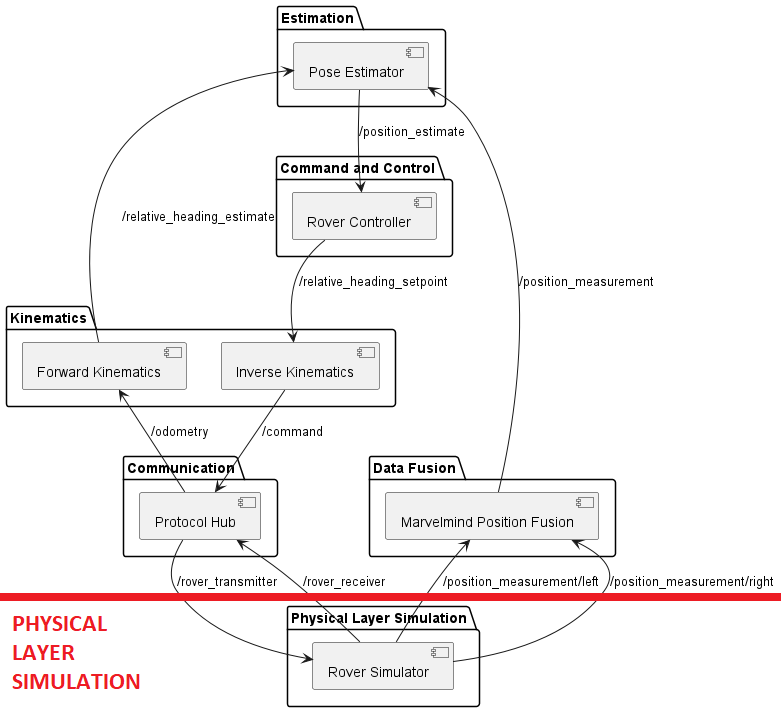 Estimation
Pose Estimator
/position_estimate
Command and Control
Rover Controller
/relative_heading_estimate
/relative_heading_setpoint
/position_measurement
Kinematics
Forward Kinematics
Inverse Kinematics
/odometry
/command
Communication
Data Fusion
Protocol Hub
Marvelmind Position Fusion
/rover_transmitter
/rover_receiver
/position_measurement/left
/position_measurement/right
Physical Layer Simulation
Rover Simulator
PHYSICAL
LAYER
SIMULATION